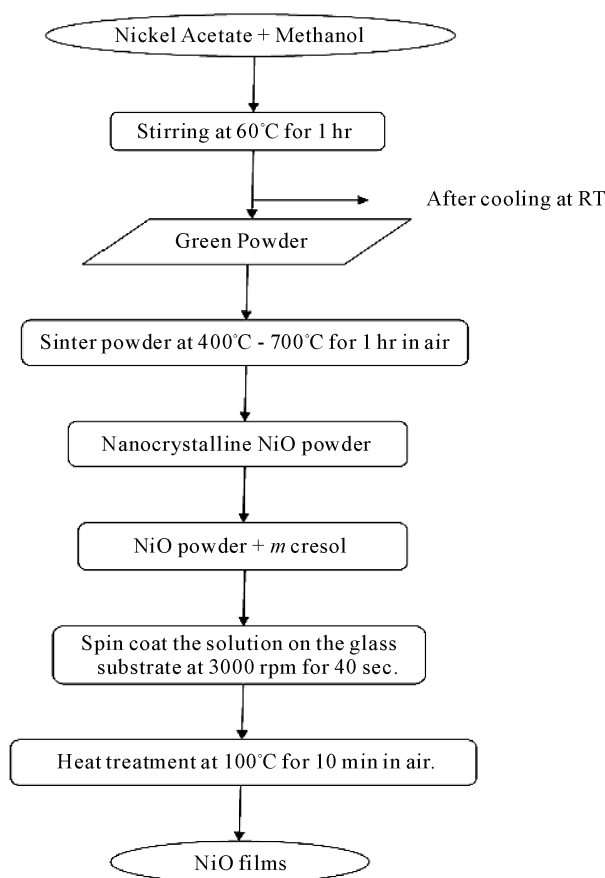 Nickel Acetate + Methanol
Stirring at 60°C for 1 hr
After cooling at RT
Green Powder
Sinter powder at 400°C - 700°C for 1 hr in air
Nanocrystalline NiO powder
NiO powder + m cresol
Spin coat the solution on the glass
substrate at 3000 rpm for 40 sec.
Heat treatment at 100°C for 10 min in air.
NiO films